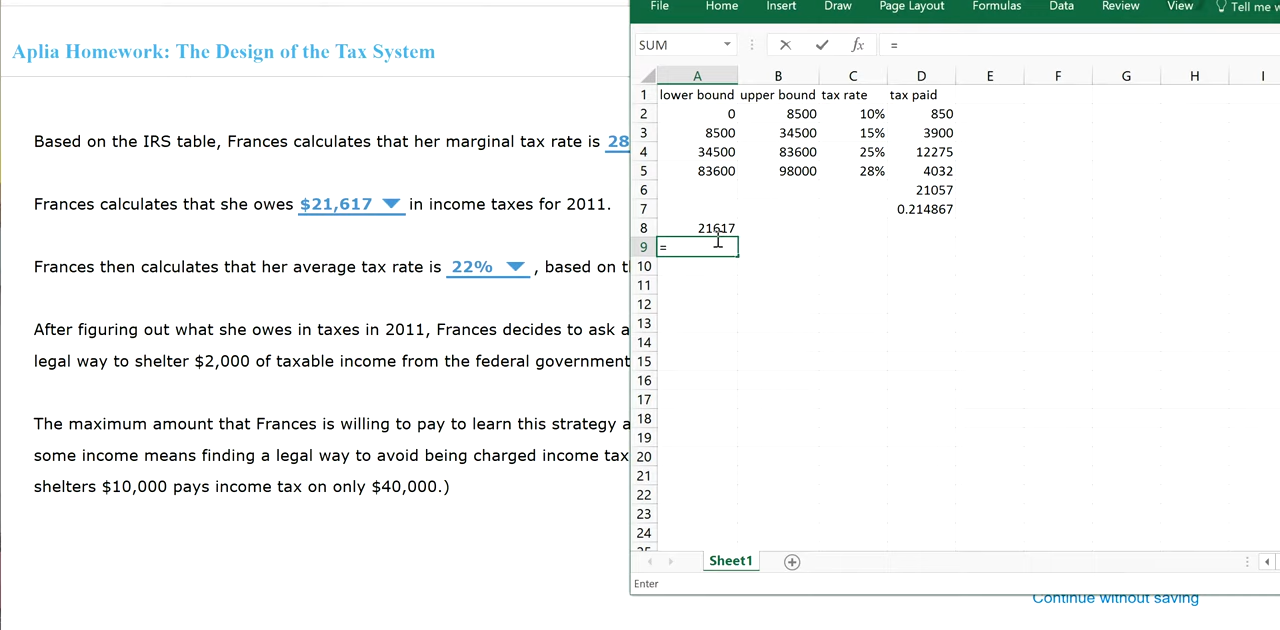 File Home Insert Draw Page Layout Formulas Data Review View Tell me
SUM fx =
Aplia Homework: The Design of the Tax System
Based on the IRS table, Frances calculates that her marginal tax rate is 28
Frances calculates that she owes $21,617 in income taxes for 2011.
Frances then calculates that her average tax rate is 22% , based on
After figuring out what she owes in taxes in 2011, Frances decides to ask a
legal way to shelter $2,000 of taxable income from the federal government
The maximum amount that Frances is willing to pay to learn this strategy
some income means finding a legal way to avoid being charged income tax
shelters $10,000 pays income tax on only $40,000.)
A B C D E F G H I
1 lower bound upper bound tax rate tax paid
2 0 8500 10% 850
3 8500 34500 15% 3900
4 34500 83600 25% 12275
5 83600 98000 28% 4032
6 21057
7 0.214867
8 21617
9 =
10
11
12
13
14
15
16
17
18
19
20
21
22
23
24
Sheet1
Enter
Continue without saving